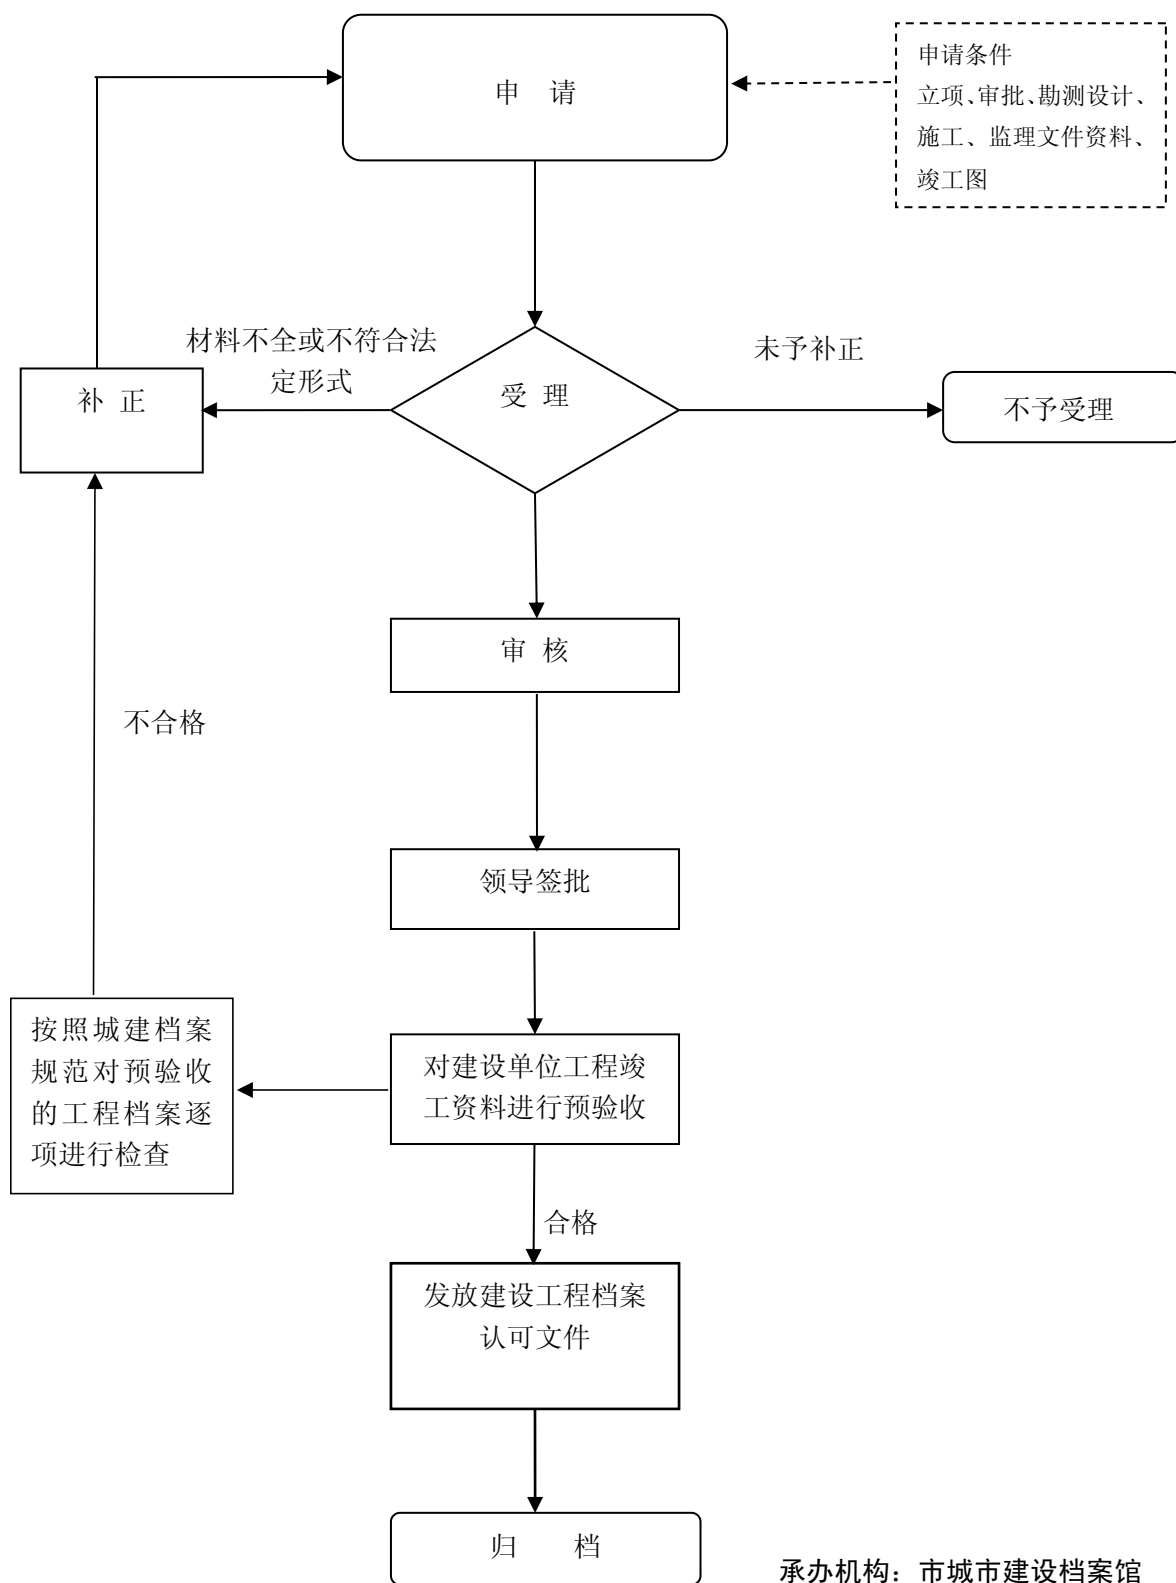 申 请
申请条件
立项、审批、勘测设计、
施工、监理文件资料、
竣工图
材料不全或不符合法
定形式
未予补正
补 正
受 理
不予受理
审 核
不合格
领导签批
按照城建档案
规范对预验收
的工程档案逐
项进行检查
对建设单位工程竣
工资料进行预验收
合格
发放建设工程档案
认可文件
归 档
承办机构：市城市建设档案馆